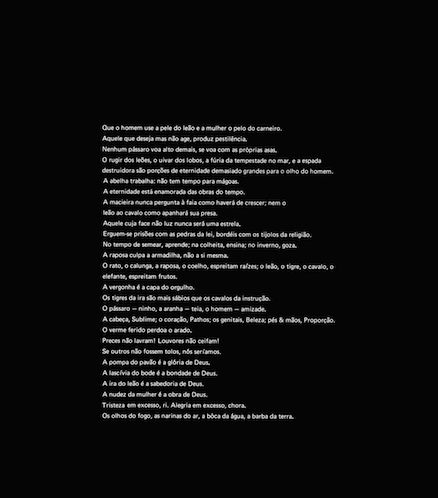 Que o homem use a pele do leão e a mulher o pelo do carneiro.
Aquele que deseja mas não age, produz pestilência.
Nenhum pássaro voa alto demais, se voa com as próprias asas.
O rugir dos leões, o uivar dos lobos, a fúria da tempestade no mar, e a espada
destruidora são porções de eternidade demasiado grandes para o olho do homem.
A abelha trabalha: não tem tempo para mágoas.
A eternidade está enamorada das obras do tempo.
A macieira nunca pergunta à faia como haverá de crescer; nem o
leão ao cavalo como apanhará sua presa.
Aquele cuja face não luz nunca será uma estrela.
Erguem-se prisões com as pedras da lei, bordéis com os tijolos da religião.
No tempo de semear, aprende; na colheita, ensina; no inverno, goza.
A raposa culpa a armadilha, não a si mesma.
O rato, o calunga, a raposa, o coelho, espreitam raízes; o leão, o tigre, o cavalo, o
elefante, espreitam frutos.
A vergonha é a capa do orgulho.
Os tigres da ira são mais sábios que os cavalos da instrução.
O pássaro — ninho, a aranha — teia, o homem — amizade.
A cabeça, Sublime; o coração, Pathos; os genitais, Beleza; pés & mãos, Proporção.
O verme ferido perdoa o arado.
Preces não lavram! Louvores não ceifam!
Se outros não fossem tolos, nós seríamos.
A pompa do pavão é a glória de Deus.
A lascívia do bode é a bondade de Deus.
A ira do leão é a sabedoria de Deus.
A nudez da mulher é a obra de Deus.
Tristeza em excesso, ri. Alegria em excesso, chora.
Os olhos do fogo, as narinas do ar, a bôca da água, a barba da terra.